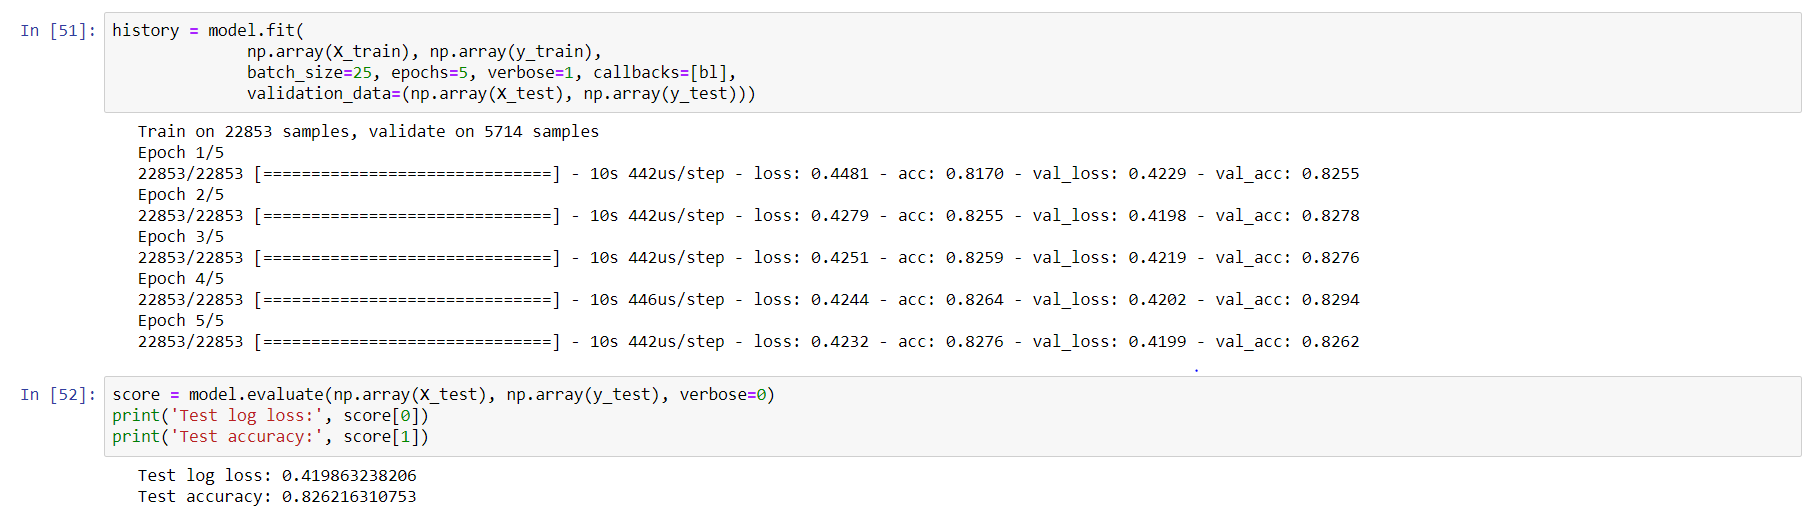 In [51]: history = model.fit(
np.array(X_train), np.array(y_train),
batch_size=25, epochs=5, verbose=1, callbacks=[bl],
validation_data=(np.array(X_test), np.array(y_test)))
Train on 22853 samples, validate on 5714 samples
Epoch 1/5
22853/22853 [==============================] - 10s 442us/step - loss: 0.4481 - acc: 0.8170 - val_loss: 0.4229 - val_acc: 0.8255
Epoch 2/5
22853/22853 [==============================] - 10s 442us/step - loss: 0.4279 - acc: 0.8255 - val_loss: 0.4198 - val_acc: 0.8278
Epoch 3/5
22853/22853 [==============================] - 10s 442us/step - loss: 0.4251 - acc: 0.8259 - val_loss: 0.4219 - val_acc: 0.8276
Epoch 4/5
22853/22853 [==============================] - 10s 446us/step - loss: 0.4244 - acc: 0.8264 - val_loss: 0.4202 - val_acc: 0.8294
Epoch 5/5
22853/22853 [==============================] - 10s 442us/step - loss: 0.4232 - acc: 0.8276 - val_loss: 0.4199 - val_acc: 0.8262
In [52]: score = model.evaluate(np.array(X_test), np.array(y_test), verbose=0)
print('Test log loss:', score[0])
print('Test accuracy:', score[1])
Test log loss: 0.419863238206
Test accuracy: 0.826216310753